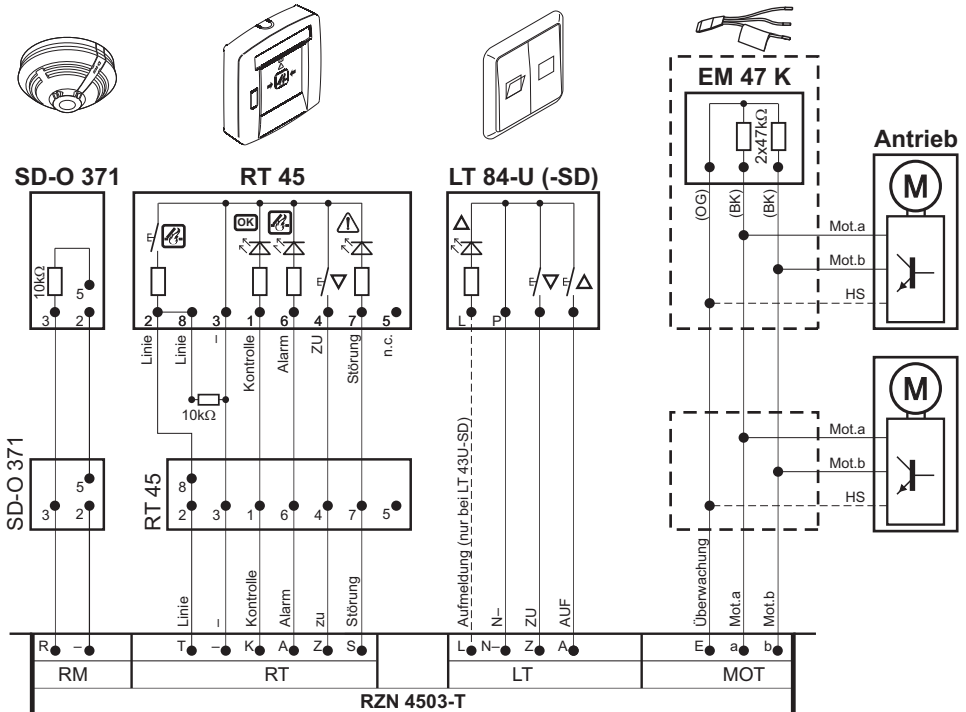 EM 47 K
2x47kΩ
(OG)
(BK)
(BK)
Antrieb
M
Mot.a
Mot.b
HS
SD-O 371
10kΩ
5
3
2
RT 45
OK
E
E
2
8
3
1
6
4
7
5
Linie
Linie
–
Kontrolle
Alarm
ZU
Störung
n.c.
10kΩ
LT 84-U (-SD)
E
E
L
P
M
Mot.a
Mot.b
HS
SD-O 371
5
3
2
RT 45
8
2
3
1
6
4
7
5
Linie
–
Kontrolle
Alarm
zu
Störung
Aufmeldung (nur bei LT 43U-SD)
N–
ZU
AUF
Überwachung
Mot.a
Mot.b
R
–
T
–
K
A
Z
S
L
N–
Z
A
E
a
b
RM
RT
LT
MOT
RZN 4503-T